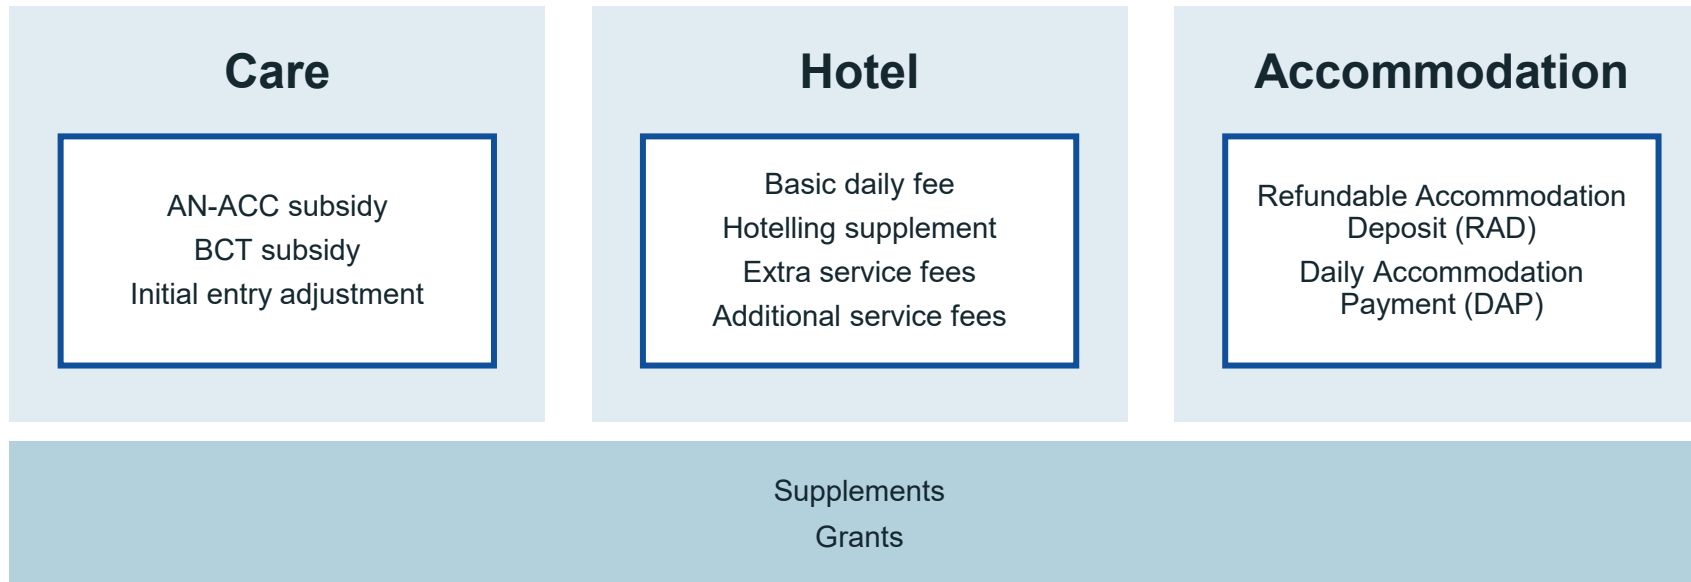 Care
AN-ACC subsidy
BCT subsidy
Initial entry adjustment
Hotel
Basic daily fee
Hotelling supplement
Extra service fees
Additional service fees
Accommodation
Refundable Accommodation
Deposit (RAD)
Daily Accommodation
Payment (DAP)
Supplements
Grants